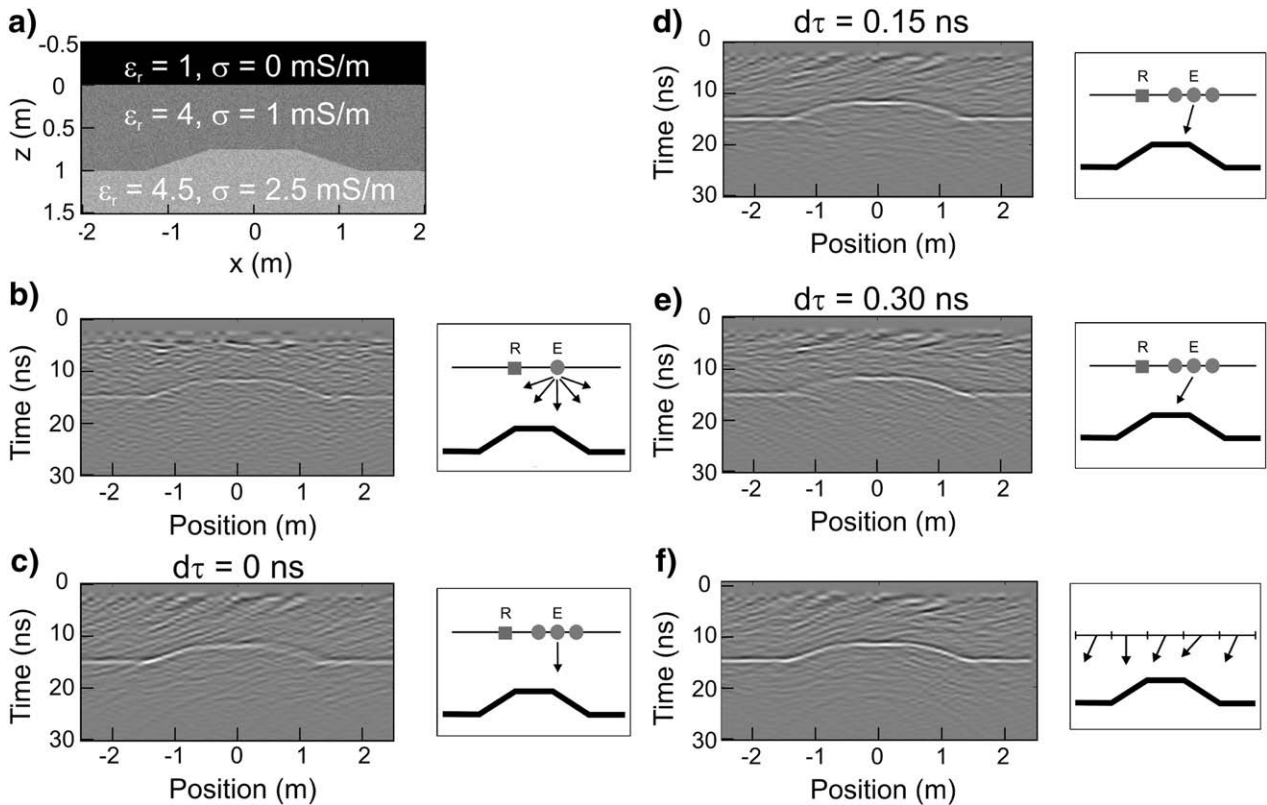 a)
-0.5
0
0.5
1
1.5
z (m)
εr = 1, σ = 0 mS/m
εr = 4, σ = 1 mS/m
εr = 4.5, σ = 2.5 mS/m
-2 -1 0 1 2
x (m)
b)
0
10
20
30
Time (ns)
-2 -1 0 1 2
Position (m)
R E
c)
dτ = 0 ns
0
10
20
30
Time (ns)
-2 -1 0 1 2
Position (m)
R E
d)
dτ = 0.15 ns
0
10
20
30
Time (ns)
-2 -1 0 1 2
Position (m)
R E
e)
dτ = 0.30 ns
0
10
20
30
Time (ns)
-2 -1 0 1 2
Position (m)
R E
f)
0
10
20
30
Time (ns)
-2 -1 0 1 2
Position (m)